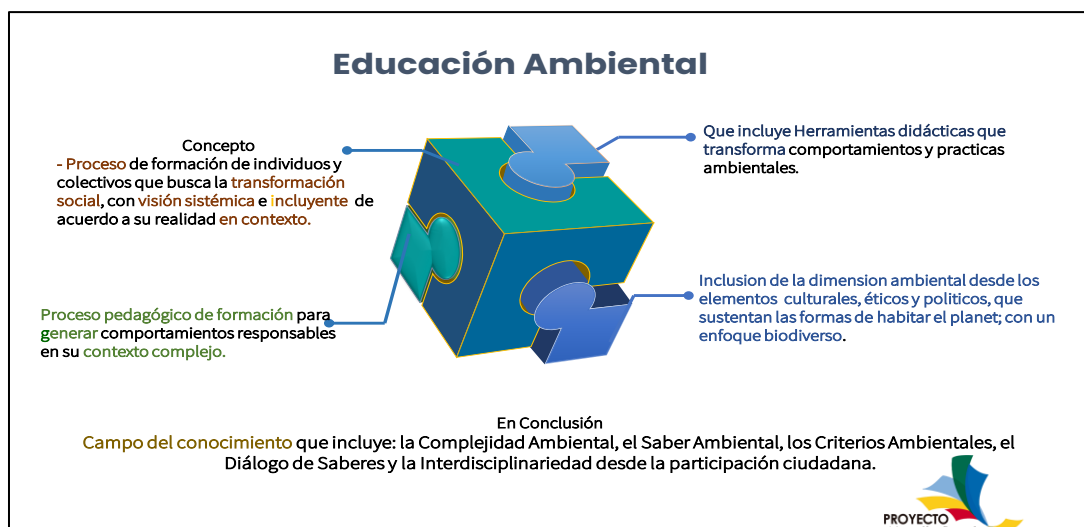 Educación Ambiental
Concepto
- Proceso de formación de individuos y
colectivos que busca la transformación
social, con visión sistémica e incluyente de
acuerdo a su realidad en contexto.
Que incluye Herramientas didácticas que
transforma comportamientos y practicas
ambientales.
Proceso pedagógico de formación para
generar comportamientos responsables
en su contexto complejo.
Inclusion de la dimension ambiental desde los
elementos culturales, éticos y politicos, que
sustentan las formas de habitar el planet; con un
enfoque biodiverso.
En Conclusión
Campo del conocimiento que incluye: la Complejidad Ambiental, el Saber Ambiental, los Criterios Ambientales, el
Diálogo de Saberes y la Interdisciplinariedad desde la participación ciudadana.
PROYECTO